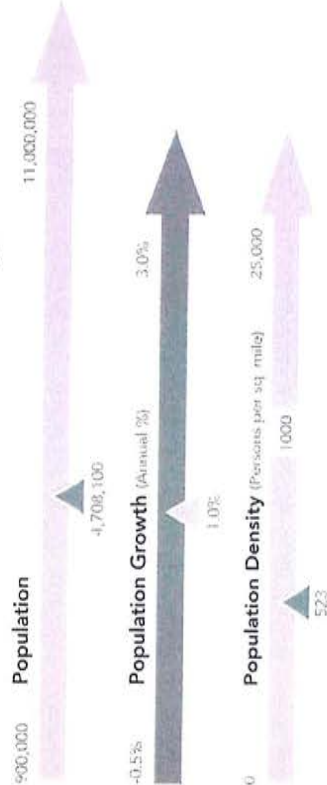 900,000 Population 11,000,000
4,708,100
-0.5% Population Growth (Annual %) 3.0%
1.0%
0 Population Density (Persons per sq. mile) 25,000
1000
523